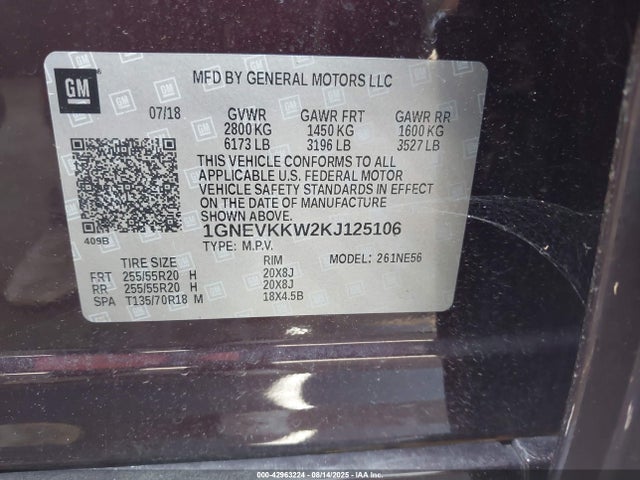 GM
MFD BY GENERAL MOTORS LLC
07/18 GVWR GAWR FRT GAWR RR
2800 KG 1450 KG 1600 KG
6173 LB 3196 LB 3527 LB
THIS VEHICLE CONFORMS TO ALL
APPLICABLE U.S. FEDERAL MOTOR
VEHICLE SAFETY STANDARDS IN EFFECT
ON THE DATE OF MANUFACTURE
SHOWN ABOVE.
409B 1GNEVKKW2KJ125106
TYPE: M.P.V.
TIRE SIZE RIM MODEL: 261NE56
FRT 255/55R20 H 20X8J
RR 255/55R20 H 20X8J
SPA T135/70R18 M 18X4.5B
000-42963224 - 08/14/2025 - IAAI